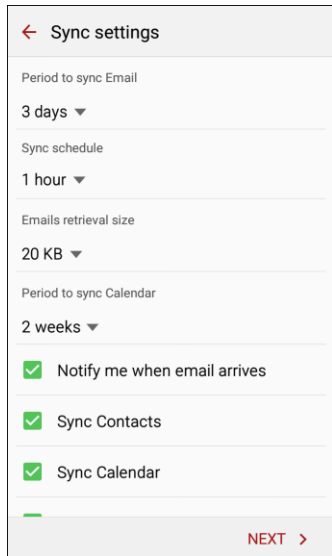 Sync settings
Period to sync Email
3 days
Sync schedule
1 hour
Emails retrieval size
20 KB
Period to sync Calendar
2 weeks
Notify me when email arrives
Sync Contacts
Sync Calendar
NEXT